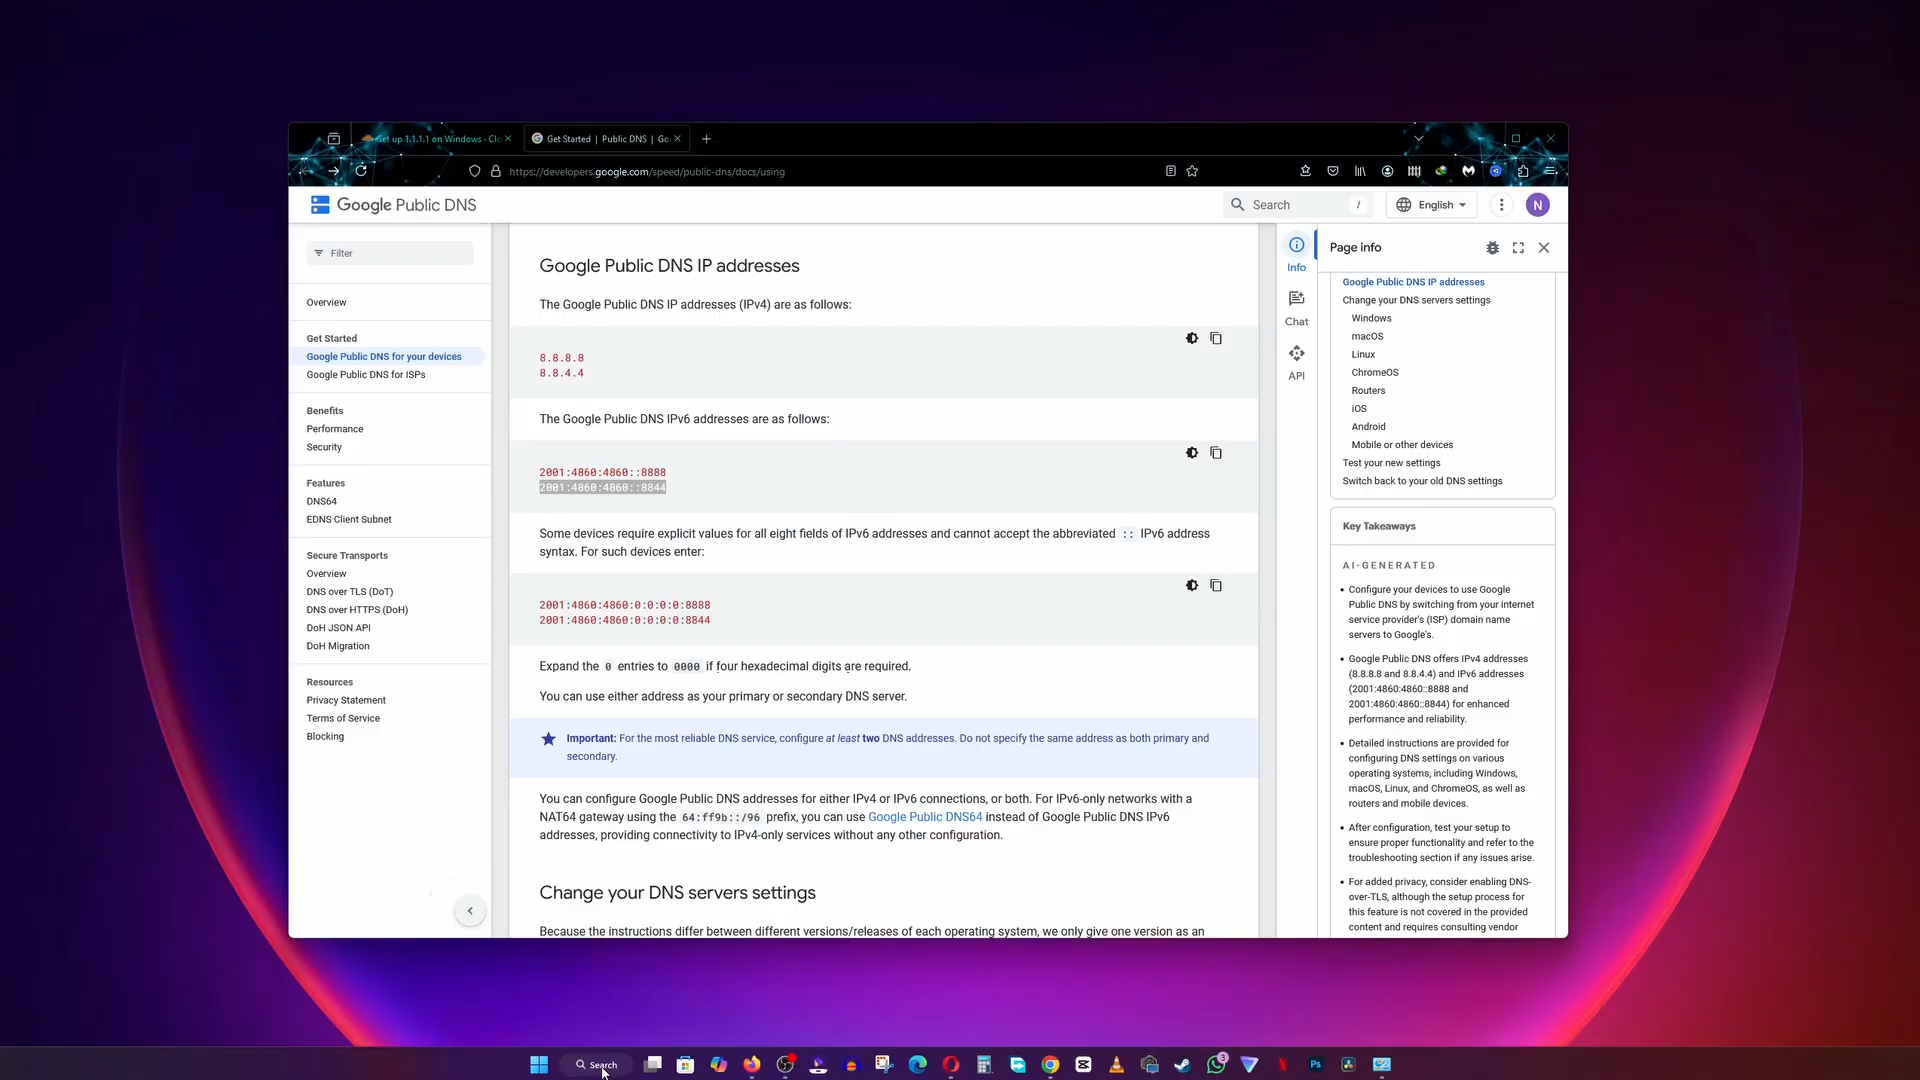 Set up 1.1.1.1 on Windows - Clo
Get Started | Public DNS | Go
https://developers.google.com/speed/public-dns/docs/using
Google Public DNS
Search
/
English
N
Filter
Overview
Get Started
Google Public DNS for your devices
Google Public DNS for ISPs
Benefits
Performance
Security
Features
DNS64
EDNS Client Subnet
Secure Transports
Overview
DNS over TLS (DoT)
DNS over HTTPS (DoH)
DoH JSON API
DoH Migration
Resources
Privacy Statement
Terms of Service
Blocking
Google Public DNS IP addresses
The Google Public DNS IP addresses (IPv4) are as follows:
8.8.8.8
8.8.4.4
The Google Public DNS IPv6 addresses are as follows:
2001:4860:4860::8888
2001:4860:4860::8844
Some devices require explicit values for all eight fields of IPv6 addresses and cannot accept the abbreviated :: IPv6 address
syntax. For such devices enter:
2001:4860:4860:0:0:0:0:8888
2001:4860:4860:0:0:0:0:8844
Expand the 0 entries to 0000 if four hexadecimal digits are required.
You can use either address as your primary or secondary DNS server.
Important: For the most reliable DNS service, configure at least two DNS addresses. Do not specify the same address as both primary and
secondary.
You can configure Google Public DNS addresses for either IPv4 or IPv6 connections, or both. For IPv6-only networks with a
NAT64 gateway using the 64:ff9b::/96 prefix, you can use Google Public DNS64 instead of Google Public DNS IPv6
addresses, providing connectivity to IPv4-only services without any other configuration.
Change your DNS servers settings
Because the instructions differ between different versions/releases of each operating system, we only give one version as an
Info
Chat
API
Page info
Google Public DNS IP addresses
Change your DNS servers settings
Windows
macOS
Linux
ChromeOS
Routers
iOS
Android
Mobile or other devices
Test your new settings
Switch back to your old DNS settings
Key Takeaways
AI-GENERATED
• Configure your devices to use Google
Public DNS by switching from your internet
service provider's (ISP) domain name
servers to Google's.
• Google Public DNS offers IPv4 addresses
(8.8.8.8 and 8.8.4.4) and IPv6 addresses
(2001:4860:4860::8888 and
2001:4860:4860::8844) for enhanced
performance and reliability.
• Detailed instructions are provided for
configuring DNS settings on various
operating systems, including Windows,
macOS, Linux, and ChromeOS, as well as
routers and mobile devices.
• After configuration, test your setup to
ensure proper functionality and refer to the
troubleshooting section if any issues arise.
• For added privacy, consider enabling DNS-
over-TLS, although the setup process for
this feature is not covered in the provided
content and requires consulting vendor
Search
3
Ps